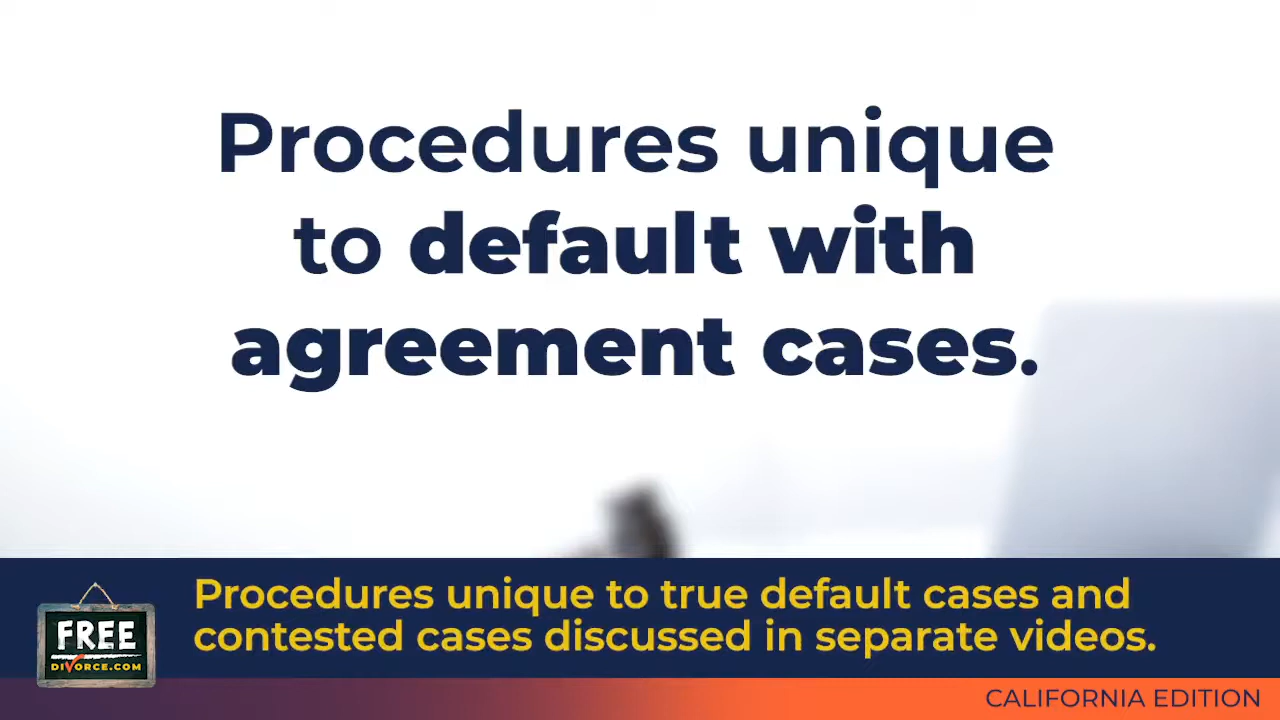 Procedures unique
to default with
agreement cases.
Procedures unique to true default cases and
contested cases discussed in separate videos.
FREE
DIVORCE.COM
CALIFORNIA EDITION